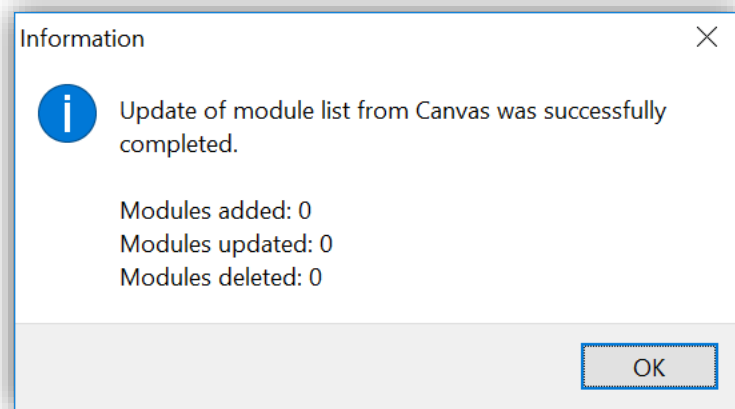 Information
Update of module list from Canvas was successfully
completed.
Modules added: 0
Modules updated: 0
Modules deleted: 0
OK